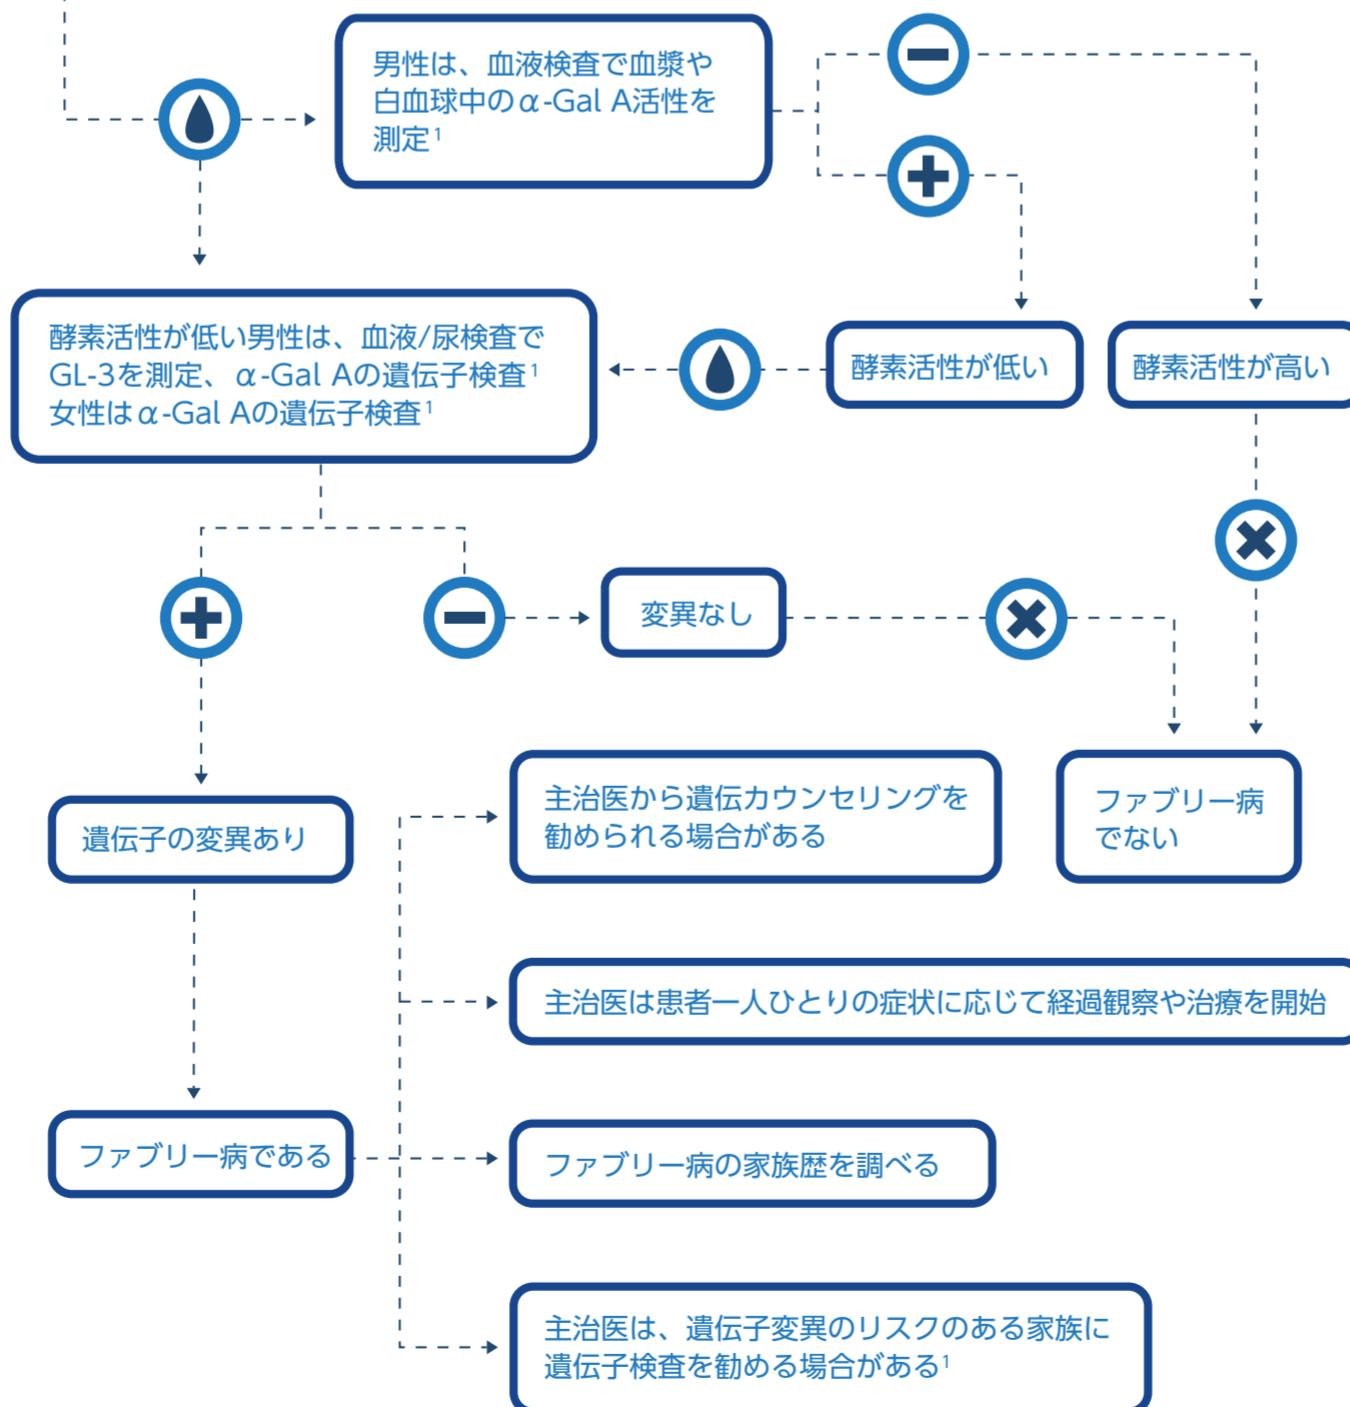 男性は、血液検査で血漿や
白血球中のα-Gal A活性を
測定1
酵素活性が低い男性は、血液/尿検査で
GL-3を測定、α-Gal Aの遺伝子検査1
女性はα-Gal Aの遺伝子検査1
酵素活性が低い
酵素活性が高い
変異なし
遺伝子の変異あり
主治医から遺伝カウンセリングを
勧められる場合がある
ファブリー病
でない
主治医は患者一人ひとりの症状に応じて経過観察や治療を開始
ファブリー病である
ファブリー病の家族歴を調べる
主治医は、遺伝子変異のリスクのある家族に
遺伝子検査を勧める場合がある1